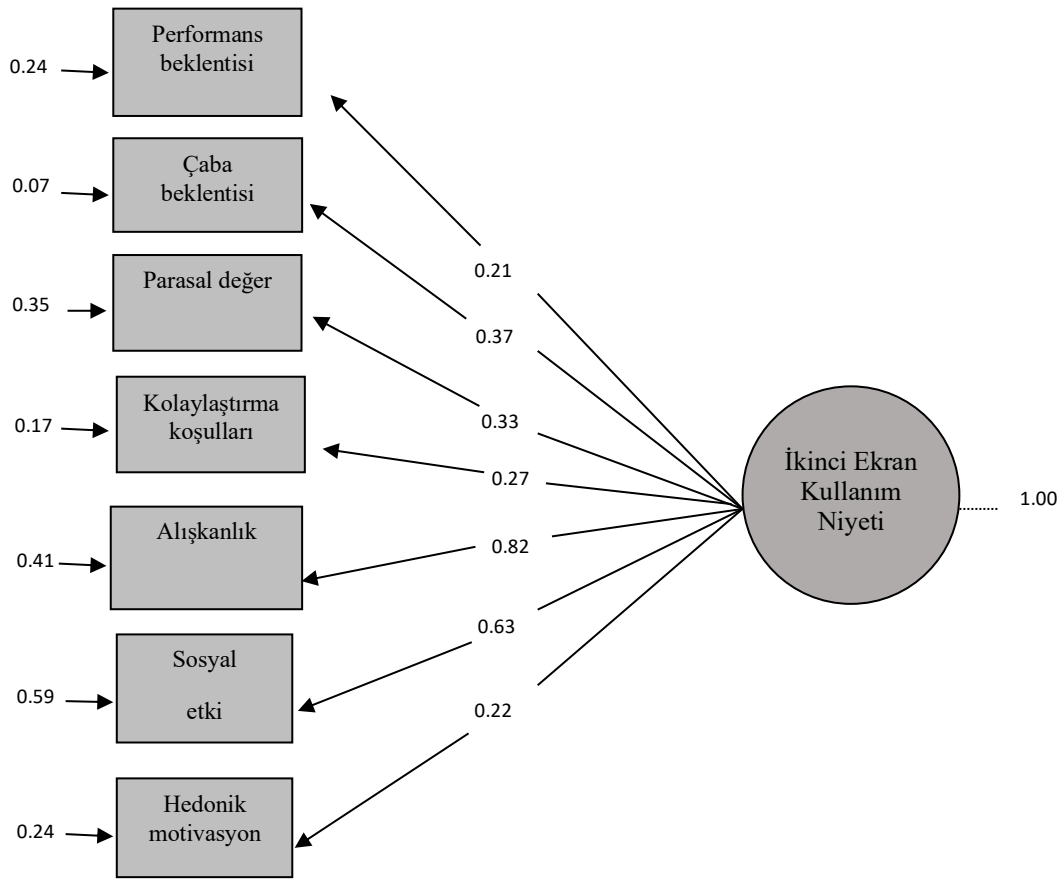 Performans
beklentisi
0.24
Çaba
beklentisi
0.07
0.21
Parasal değer
0.35
0.37
Kolaylaştırma
koşulları
0.17
0.33
0.27
İkinci Ekran
Kullanım
Niyeti
1.00
Alışkanlık
0.41
0.82
Sosyal
etki
0.59
0.63
0.22
Hedonik
motivasyon
0.24